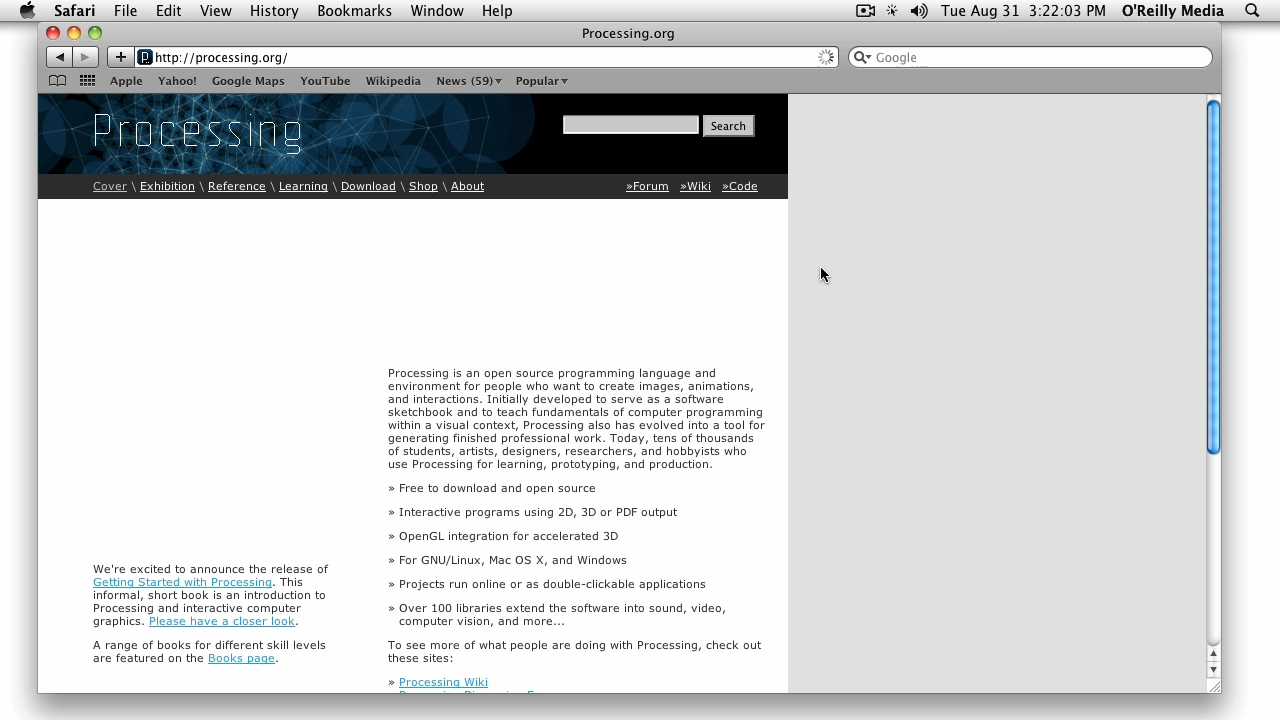 Safari File Edit View History Bookmarks Window Help Tue Aug 31 3:22:03 PM O'Reilly Media
Processing.org
http://processing.org/ Google
Apple Yahoo! Google Maps YouTube Wikipedia News (59) Popular
Processing
Search
Cover \ Exhibition \ Reference \ Learning \ Download \ Shop \ About »Forum »Wiki »Code
Processing is an open source programming language and
environment for people who want to create images, animations,
and interactions. Initially developed to serve as a software
sketchbook and to teach fundamentals of computer programming
within a visual context, Processing also has evolved into a tool for
generating finished professional work. Today, tens of thousands
of students, artists, designers, researchers, and hobbyists who
use Processing for learning, prototyping, and production.
» Free to download and open source
» Interactive programs using 2D, 3D or PDF output
» OpenGL integration for accelerated 3D
» For GNU/Linux, Mac OS X, and Windows
» Projects run online or as double-clickable applications
» Over 100 libraries extend the software into sound, video,
computer vision, and more...
To see more of what people are doing with Processing, check out
these sites:
» Processing Wiki
We're excited to announce the release of
Getting Started with Processing. This
informal, short book is an introduction to
Processing and interactive computer
graphics. Please have a closer look.
A range of books for different skill levels
are featured on the Books page.